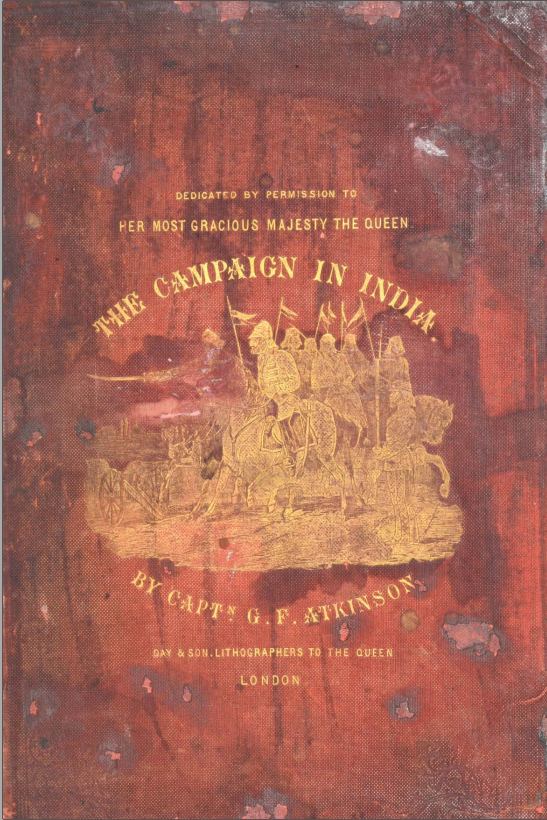 DEDICATED BY PERMISSION TO
HER MOST GRACIOUS MAJESTY THE QUEEN.
THE CAMPAIGN IN INDIA.
BY CAPTN. G. F. ATKINSON,
DAY & SON. LITHOGRAPHERS TO THE QUEEN
LONDON